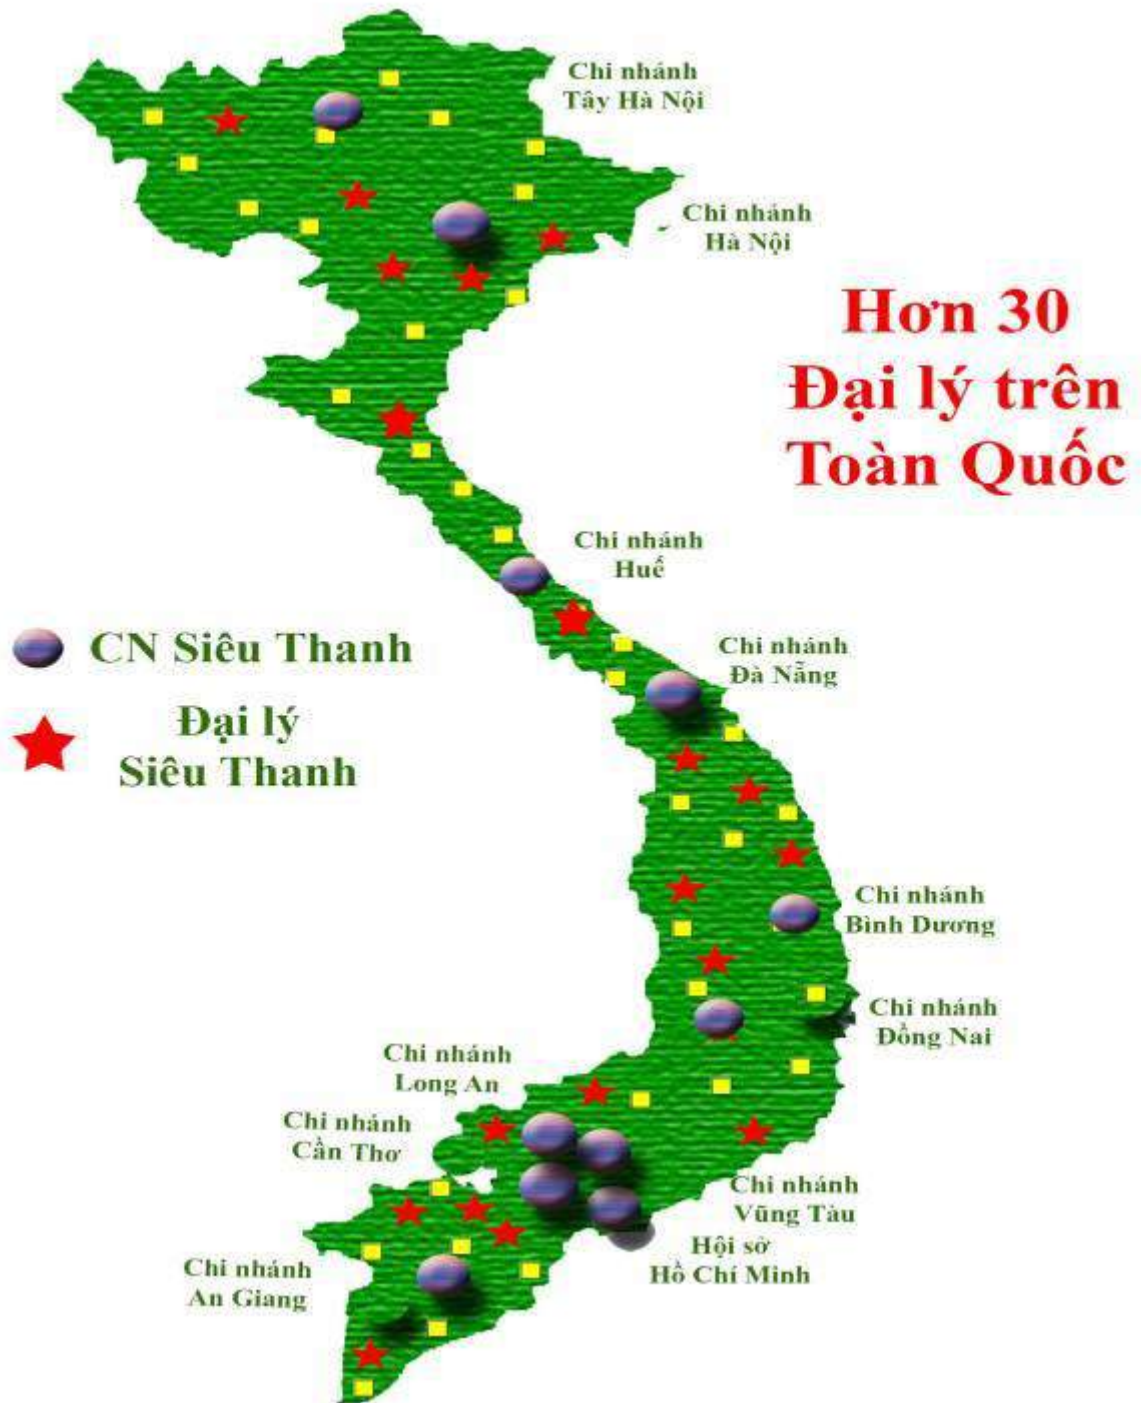 Chi nhánh
Tây Hà Nội
Chi nhánh
Hà Nội
Hơn 30
Đại lý trên
Toàn Quốc
Chi nhánh
Huế
CN Siêu Thanh
Đại lý
Siêu Thanh
Chi nhánh
Đà Nẵng
Chi nhánh
Bình Dương
Chi nhánh
Đồng Nai
Chi nhánh
Long An
Chi nhánh
Cần Thơ
Chi nhánh
Vũng Tàu
Hội sở
Hồ Chí Minh
Chi nhánh
An Giang